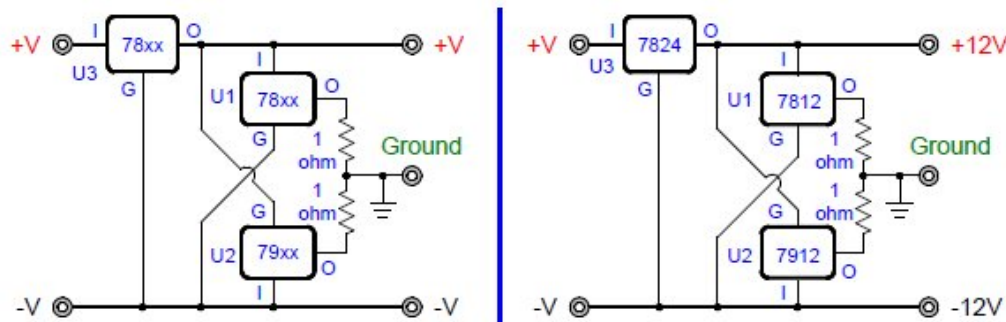 I O
+V 78xx +V
U3 G I
U1 78xx O
G 1
ohm Ground
1
G ohm
U2 79xx O
I
-V -V
I O
+V 7824 +12V
U3 G I
U1 7812 O
G 1
ohm Ground
1
G ohm
U2 7912 O
I
-V -12V